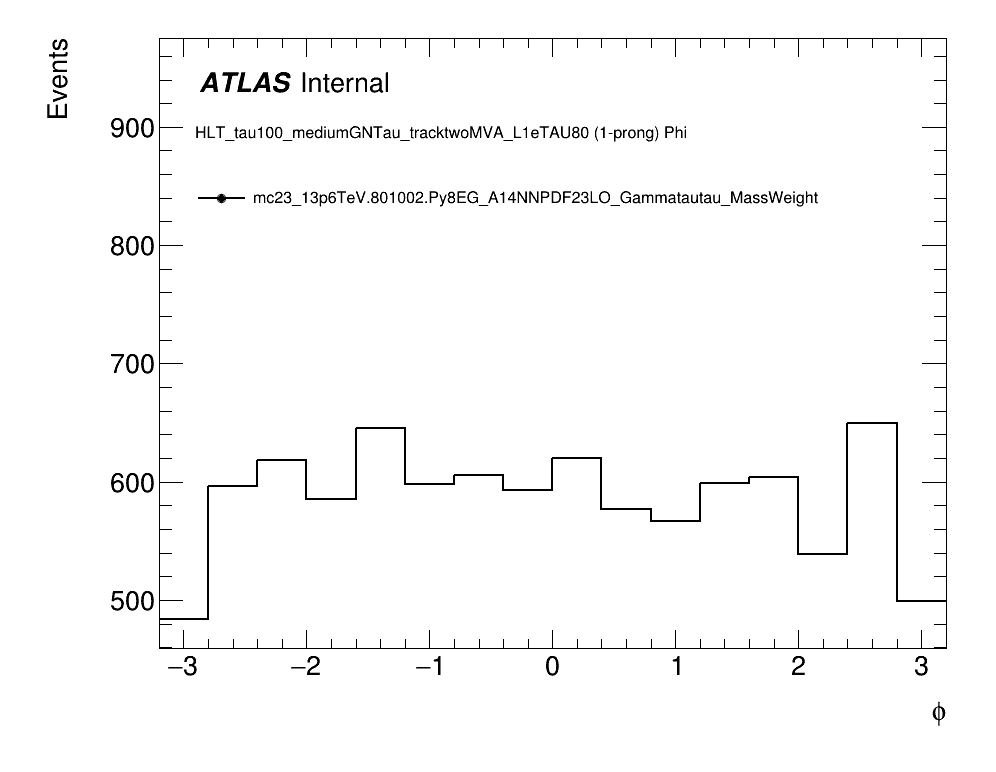 Events
ATLAS Internal
HLT_tau100_mediumGNTau_tracktwoMVA_L1eTAU80 (1-prong) Phi
mc23_13p6TeV.801002.Py8EG_A14NNPDF23LO_Gammatautau_MassWeight
900
800
700
600
500
−3 −2 −1 0 1 2 3
ϕ